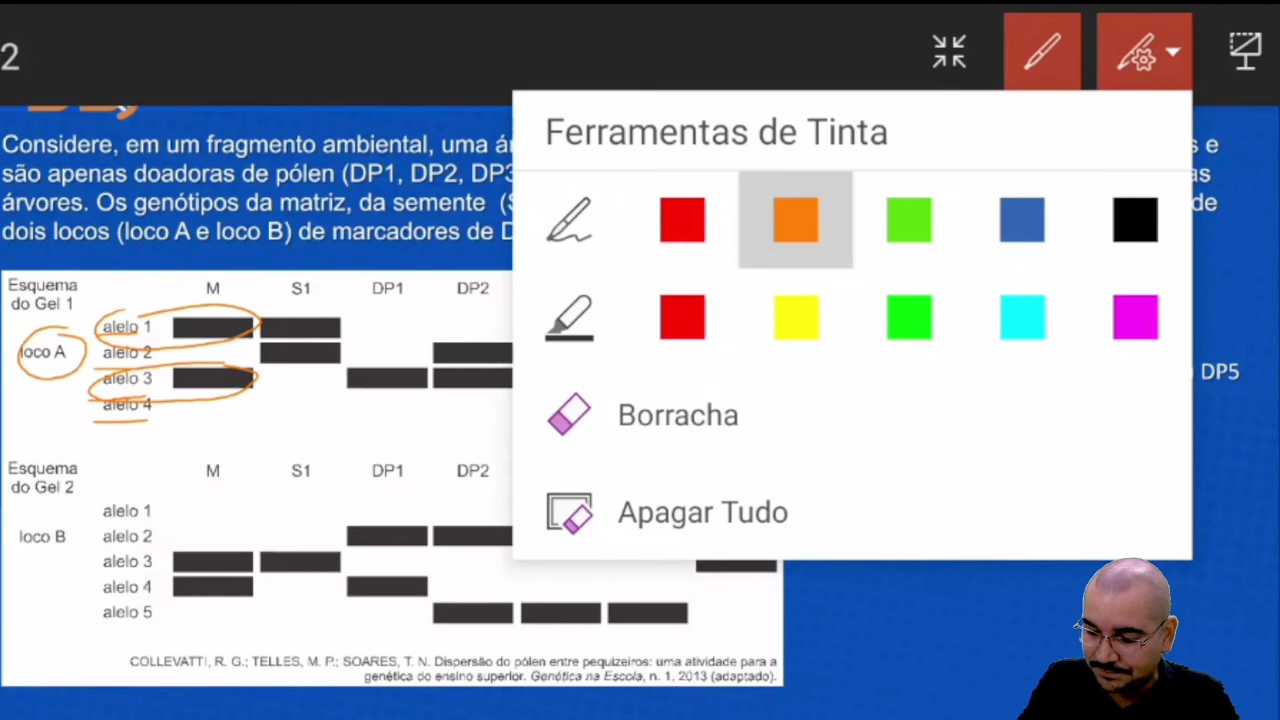 2
Ferramentas de Tinta
Considere, em um fragmento ambiental, uma s e
são apenas doadoras de pólen (DP1, DP2, DP3 as
árvores. Os genótipos da matriz, da semente de
dois locos (loco A e loco B) de marcadores de
Esquema
do Gel 1
M S1 DP1 DP2
alelo 1
loco A alelo 2
alelo 3
alelo 4
DP5
Borracha
Apagar Tudo
Esquema
do Gel 2
M S1 DP1 DP2
alelo 1
loco B alelo 2
alelo 3
alelo 4
alelo 5
COLLEVATTI, R. G.; TELLES, M. P.; SOARES, T. N. Dispersão do pólen entre pequizeiros: uma atividade para a
genética do ensino superior. Genética na Escola, n. 1, 2013 (adaptado).